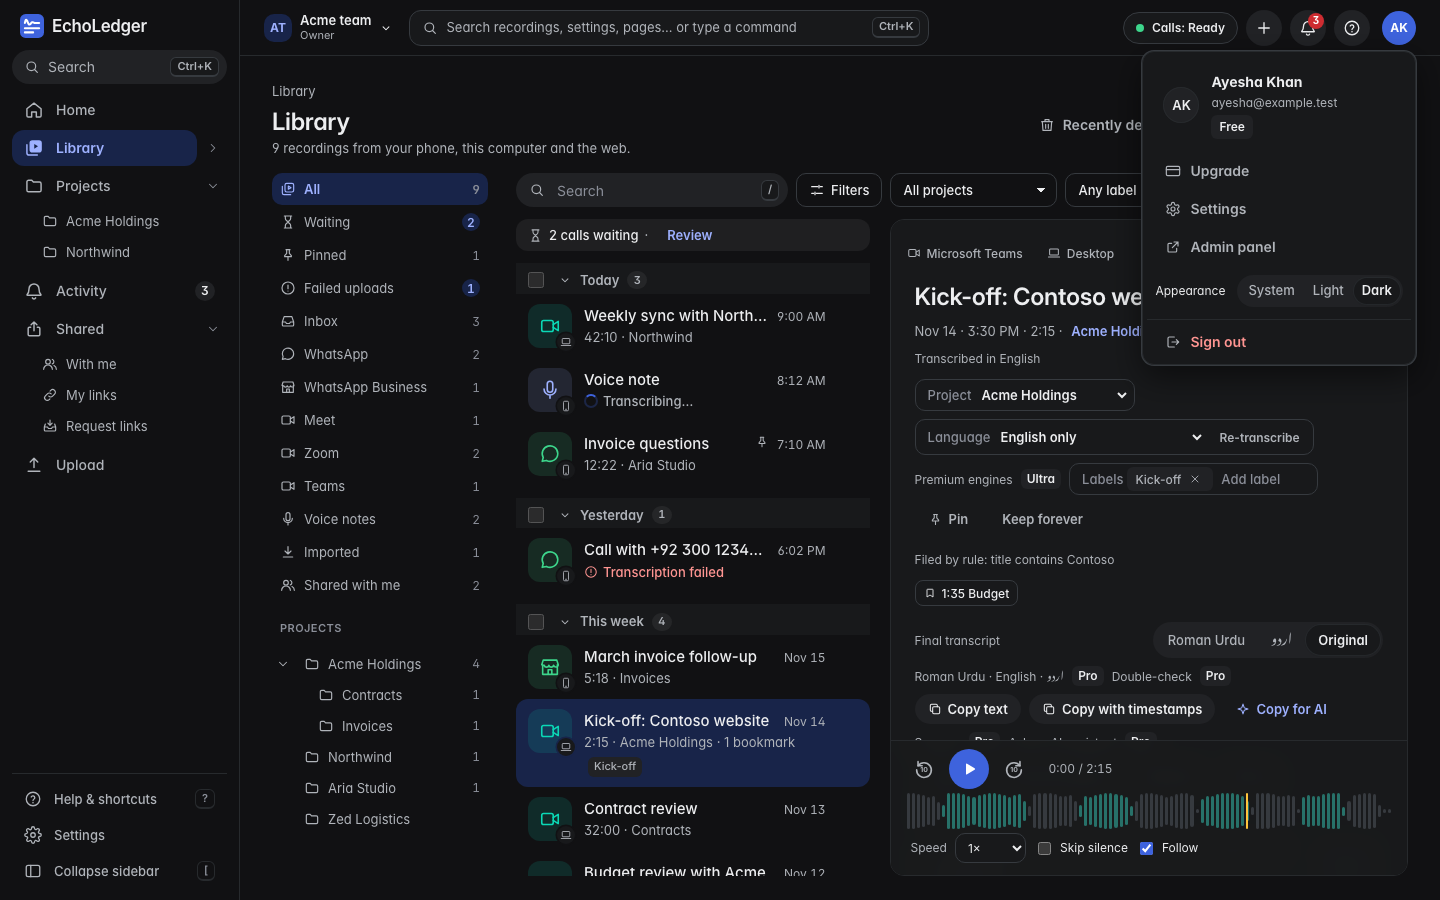 EchoLedger
Search Ctrl+K
Home
Library
Projects
Acme Holdings
Northwind
Activity 3
Shared
With me
My links
Request links
Upload
Help & shortcuts ?
Settings
Collapse sidebar [
AT Acme team
Owner
Search recordings, settings, pages... or type a command Ctrl+K
Calls: Ready
3
AK
Library
Library
9 recordings from your phone, this computer and the web.
Recently de
All 9
Waiting 2
Pinned 1
Failed uploads 1
Inbox 3
WhatsApp 2
WhatsApp Business 1
Meet 1
Zoom 2
Teams 1
Voice notes 2
Imported 1
Shared with me 2
PROJECTS
Acme Holdings 4
Contracts 1
Invoices 1
Northwind 1
Aria Studio 1
Zed Logistics
Search /
Filters
All projects
Any label
2 calls waiting · Review
Today 3
Weekly sync with North... 9:00 AM
42:10 · Northwind
Voice note 8:12 AM
Transcribing...
Invoice questions 7:10 AM
12:22 · Aria Studio
Yesterday 1
Call with +92 300 1234... 6:02 PM
Transcription failed
This week 4
March invoice follow-up Nov 15
5:18 · Invoices
Kick-off: Contoso website Nov 14
2:15 · Acme Holdings · 1 bookmark
Kick-off
Contract review Nov 13
32:00 · Contracts
Budget review with Acme Nov 12
Microsoft Teams Desktop
Kick-off: Contoso we
Nov 14 · 3:30 PM · 2:15 · Acme Hold
Transcribed in English
Project Acme Holdings
Language English only Re-transcribe
Premium engines Ultra Labels Kick-off × Add label
Pin Keep forever
Filed by rule: title contains Contoso
1:35 Budget
Final transcript Roman Urdu اردو Original
Roman Urdu · English · اردو Pro Double-check Pro
Copy text Copy with timestamps Copy for AI
10 10 0:00 / 2:15
Speed 1× Skip silence Follow
AK Ayesha Khan
ayesha@example.test
Free
Upgrade
Settings
Admin panel
Appearance System Light Dark
Sign out